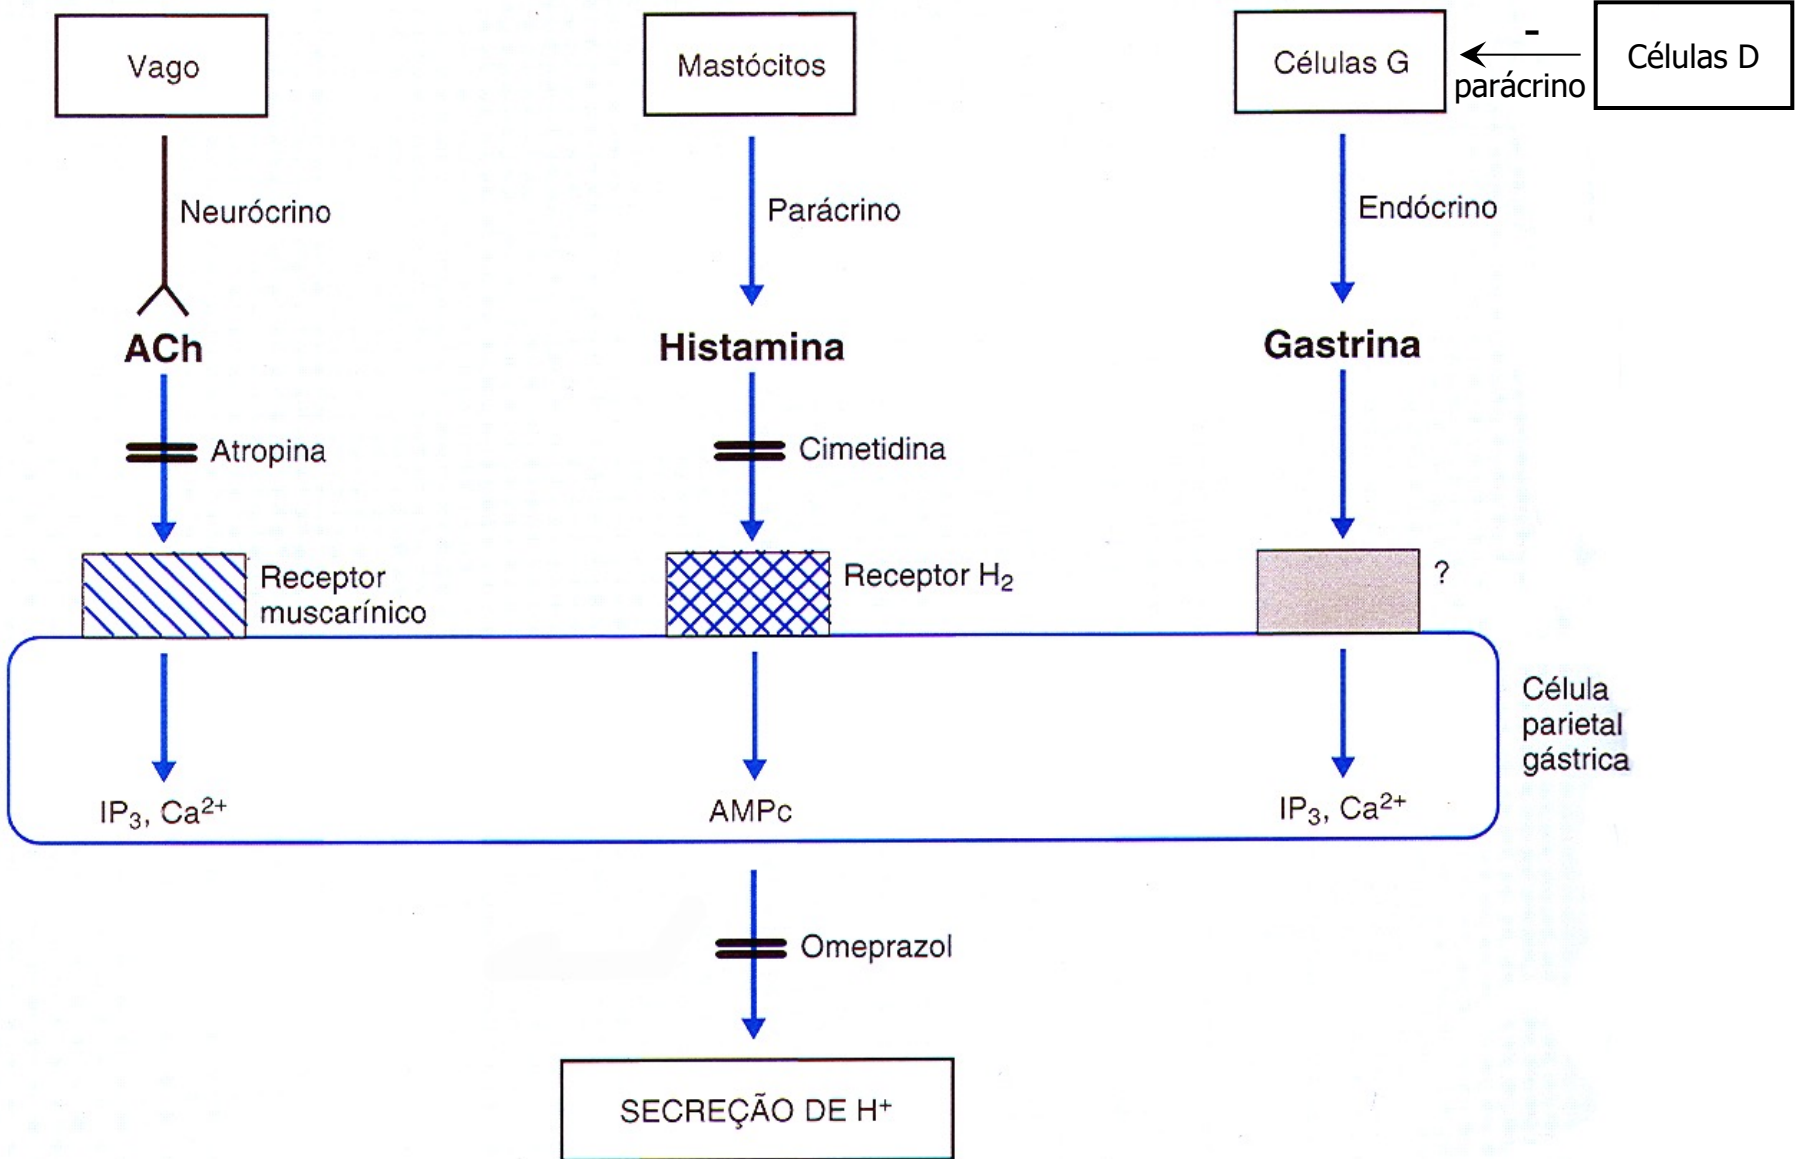 Vago
Mastócitos
Células G
-
parácrino
Células D
Neurócrino
Parácrino
Endócrino
ACh
Histamina
Gastrina
Atropina
Cimetidina
Receptor
muscarínico
Receptor H₂
?
Célula
parietal
gástrica
IP₃, Ca²⁺
AMPc
IP₃, Ca²⁺
Omeprazol
SECREÇÃO DE H⁺